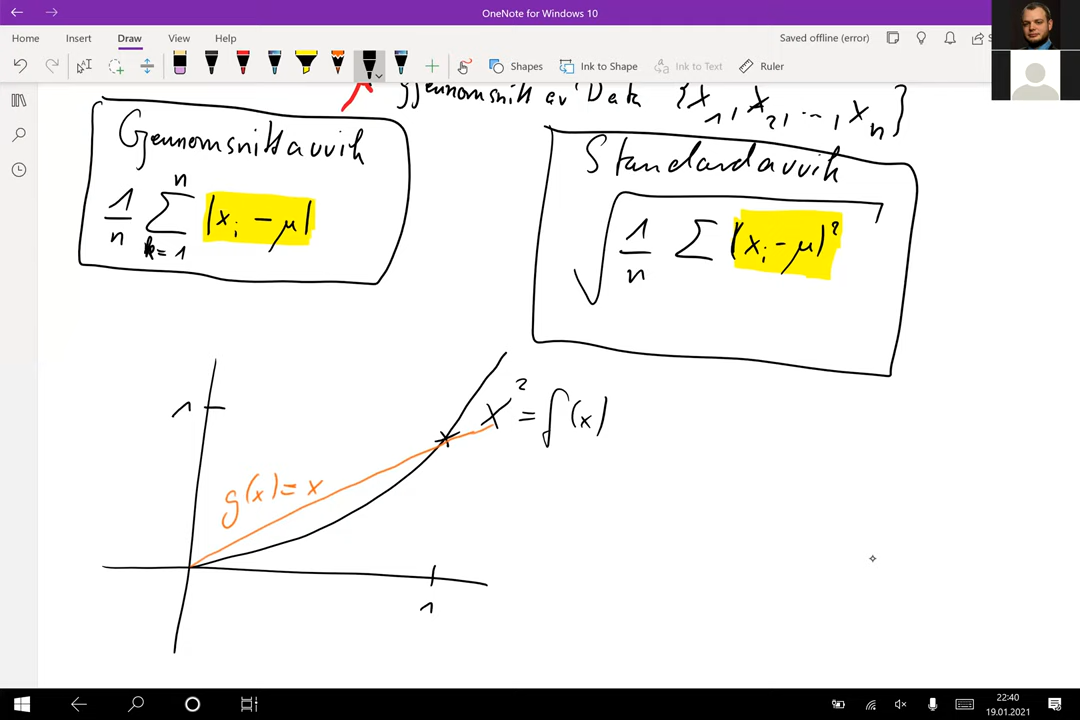 OneNote for Windows 10
Home Insert Draw View Help
Saved offline (error)
Shapes Ink to Shape Ink to Text Ruler
Gjennomsnitt av Data {x₁, x₂, ..., xₙ}
Gjennomsnittsavvik
1/n n∑k=1 |xᵢ - μ|
Standardavvik
√ 1/n ∑ (xᵢ - μ)²
1
x² = f(x)
g(x) = x
1
22:40
19.01.2021